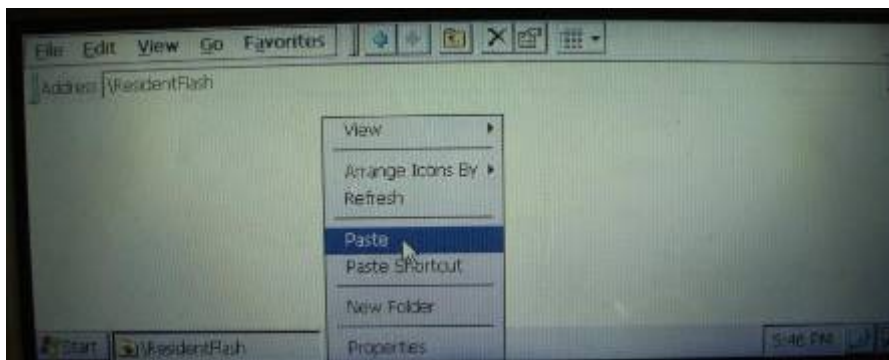 File Edit View Go Favorites
Address \ResidentFlash
View
Arrange Icons By
Refresh
Paste
Paste Shortcut
New Folder
Properties
Start \ResidentFlash 5:46 PM